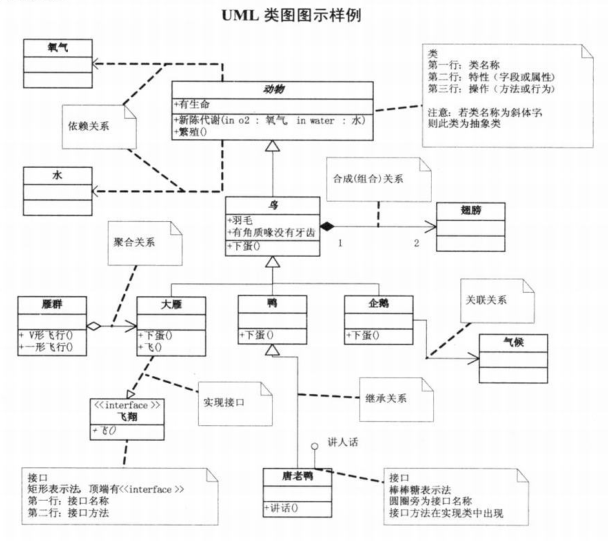 UML 类图图示样例
氧气
动物
+有生命
+新陈代谢(in o2 : 氧气, in water : 水)
+繁殖()
类
第一行：类名称
第二行：特性（字段或属性）
第三行：操作（方法或行为）
注意：若类名称为斜体字
则此类为抽象类
依赖关系
水
合成(组合)关系
鸟
+羽毛
+有角质喙没有牙齿
+下蛋()
1
2
翅膀
聚合关系
雁群
+ V形飞行()
+一形飞行()
大雁
+下蛋()
+飞()
鸭
+下蛋()
企鹅
+下蛋()
关联关系
气候
<<interface>>
飞翔
+飞()
实现接口
继承关系
讲人话
接口
矩形表示法，顶端有<<interface>>
第一行：接口名称
第二行：接口方法
唐老鸭
+讲话()
接口
棒棒糖表示法
圆圈旁为接口名称
接口方法在实现类中出现